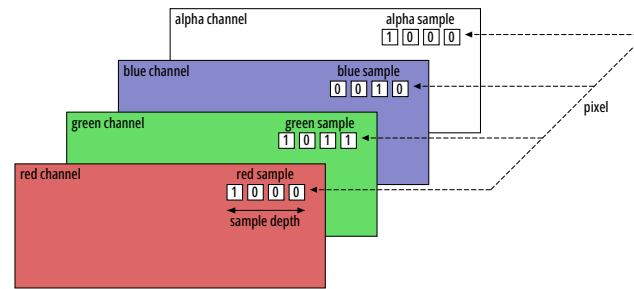 alpha channel
alpha sample
1 0 0 0
blue channel
blue sample
0 0 1 0
pixel
green channel
green sample
1 0 1 1
red channel
red sample
1 0 0 0
sample depth